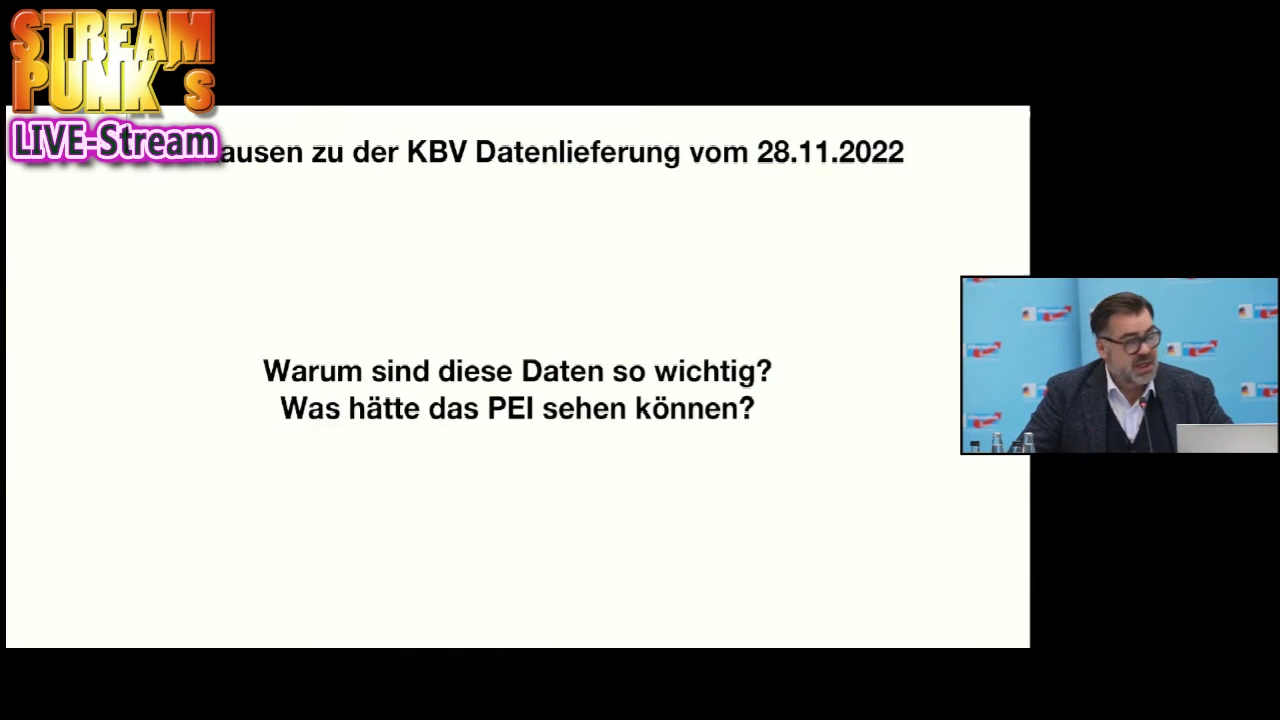 STREAM
PUNK´s
LIVE-Stream
ausen zu der KBV Datenlieferung vom 28.11.2022
Warum sind diese Daten so wichtig?
Was hätte das PEI sehen können?